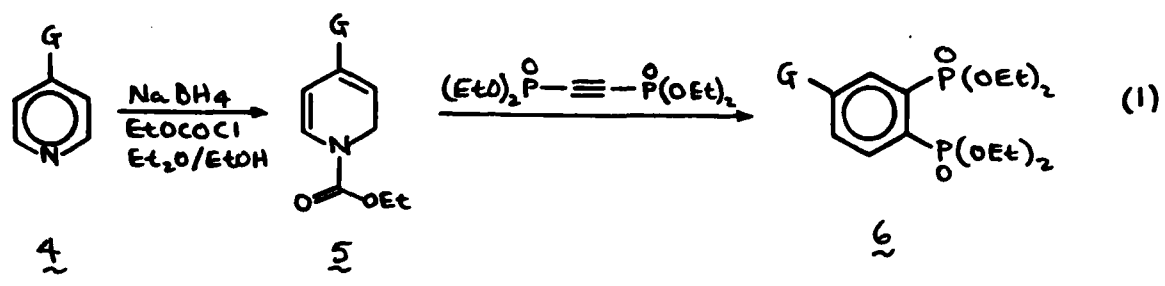 G
NaBH4
EtOCOCl
Et2O/EtOH
N
4
G
N
O
OEt
5
O O
(EtO)2P—≡—P(OEt)2
G
O
P(OEt)2
P(OEt)2
O
6
(1)